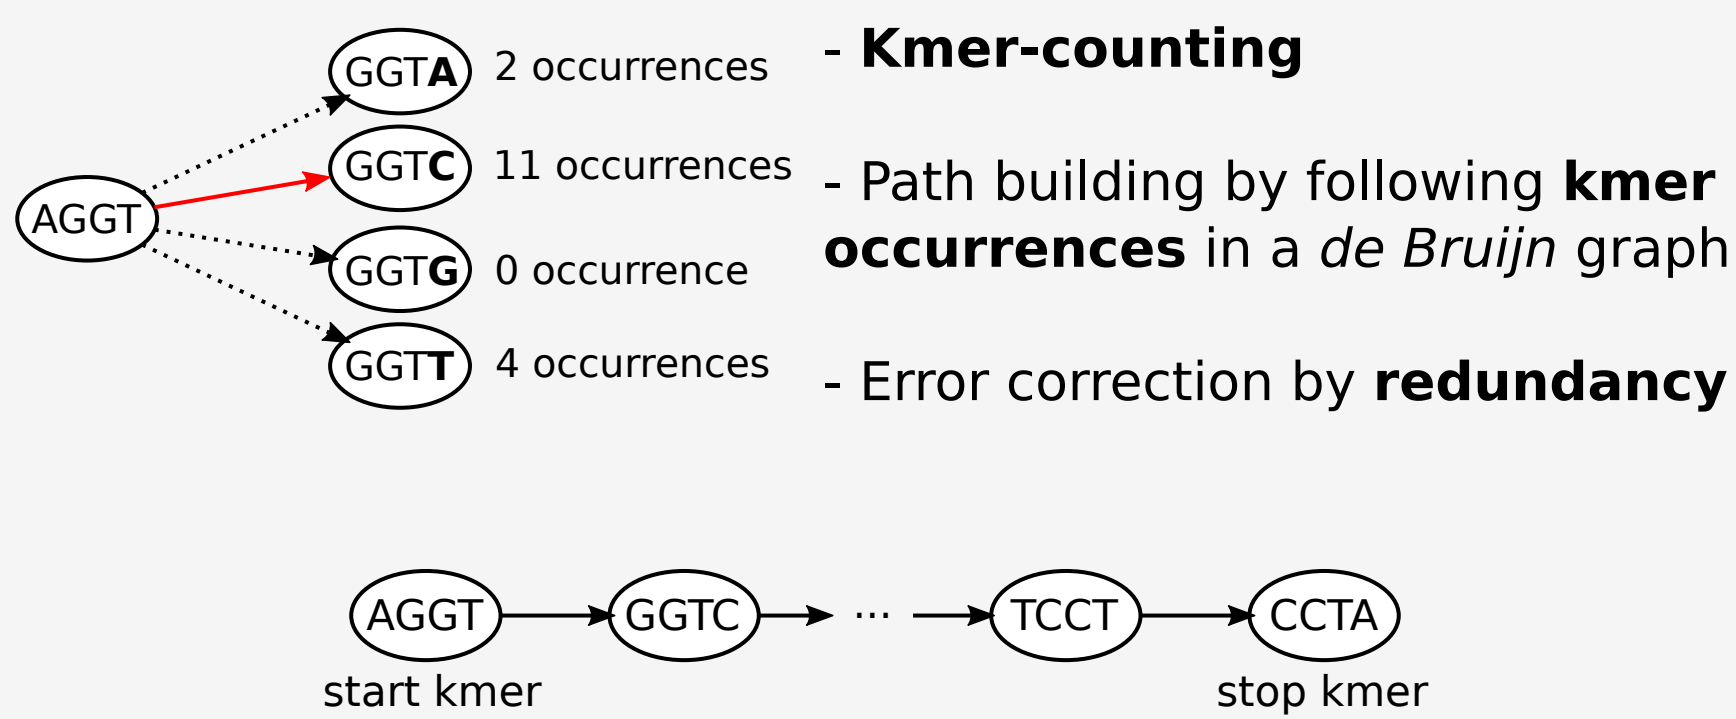 GGTA 2 occurrences
GGTC 11 occurrences
AGGT
GGTG 0 occurrence
GGTT 4 occurrences
- Kmer-counting
- Path building by following kmer
occurrences in a de Bruijn graph
- Error correction by redundancy
AGGT GGTC ... TCCT CCTA
start kmer stop kmer